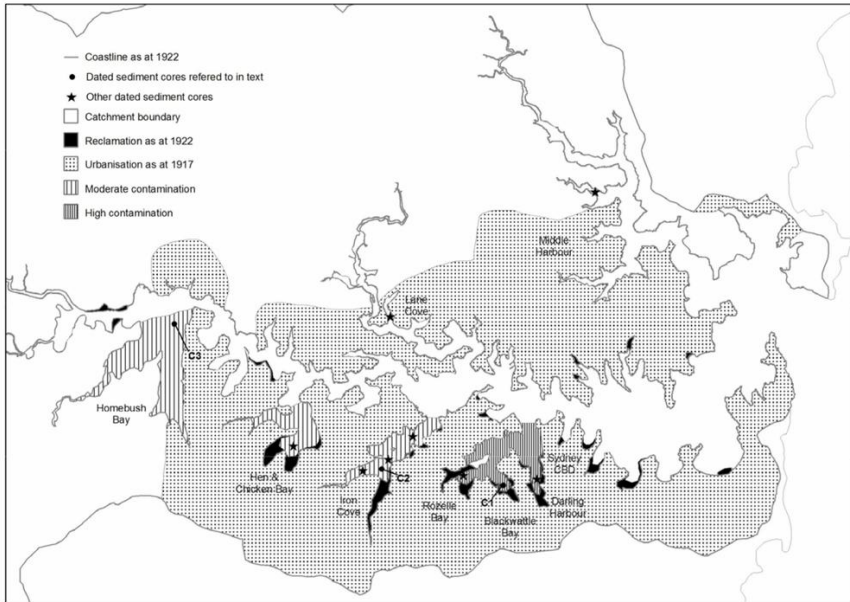 Coastline as at 1922
Dated sediment cores refered to in text
Other dated sediment cores
Catchment boundary
Reclamation as at 1922
Urbanisation as at 1917
Moderate contamination
High contamination
Middle
Harbour
Lane
Cove
C3
Homebush
Bay
Hen &
Chicken Bay
Iron
Cove
C2
Rozelle
Bay
C1
Blackwattle
Bay
Sydney
CBD
Darling
Harbour